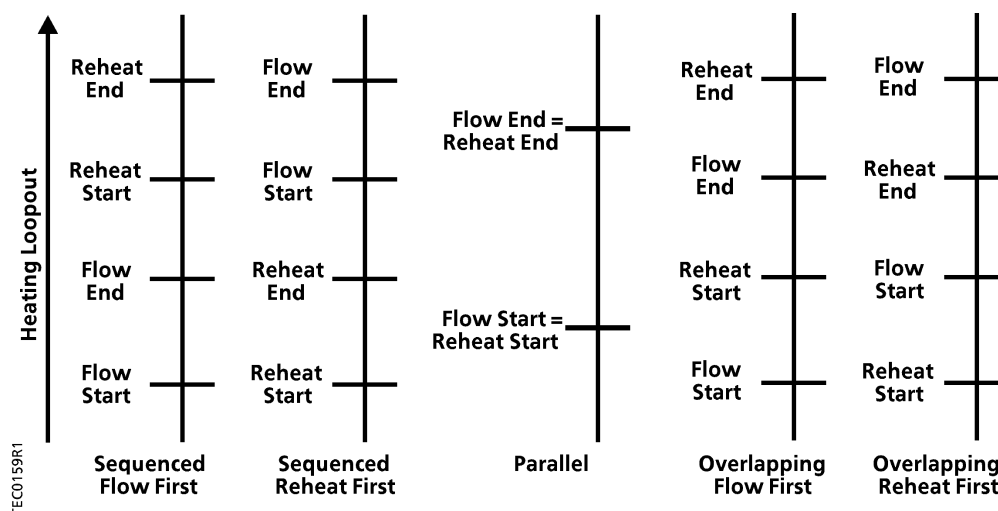 Heating Loopout
Reheat
End
Reheat
Start
Flow
End
Flow
Start
Sequenced
Flow First
Flow
End
Flow
Start
Reheat
End
Reheat
Start
Sequenced
Reheat First
Flow End =
Reheat End
Flow Start =
Reheat Start
Parallel
Reheat
End
Flow
End
Reheat
Start
Flow
Start
Overlapping
Flow First
Flow
End
Reheat
End
Flow
Start
Reheat
Start
Overlapping
Reheat First
TEC0159R1